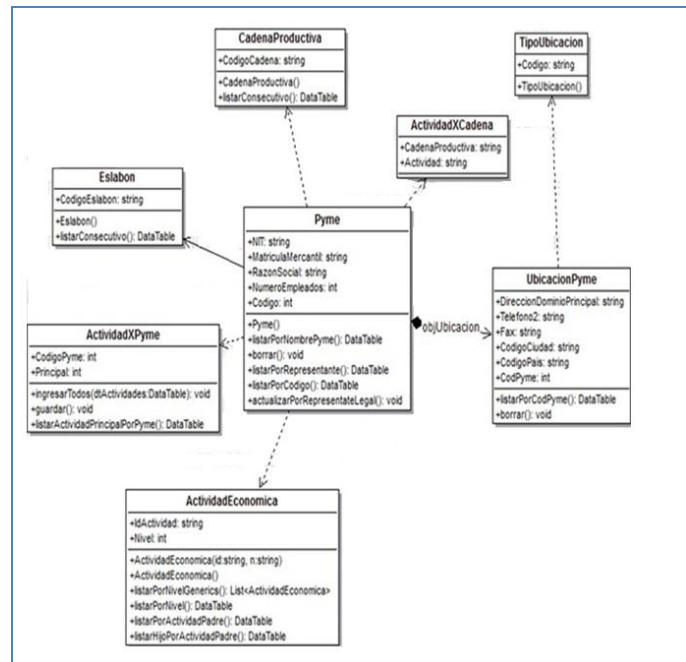 CadenaProductiva
+CodigoCadena: string
+CadenaProductiva()
+listarConsecutivo(): DataTable
TipoUbicacion
+Codigo: string
+TipoUbicacion()
ActividadXCadena
+CadenaProductiva: string
+Actividad: string
Eslabon
+CodigoEslabon: string
+Eslabon()
+listarConsecutivo(): DataTable
Pyme
+NIT: string
+MatriculaMercantil: string
+RazonSocial: string
+NumeroEmpleados: int
+Codigo: int
+Pyme()
+listarPorNombrePyme(): DataTable
+borrar(): void
+listarPorRepresentante(): DataTable
+listarPorCodigo(): DataTable
+actualizarPorRepresentateLegal(): void
objUbicacion
UbicacionPyme
+DireccionDominioPrincipal: string
+Telefono2: string
+Fax: string
+CodigoCiudad: string
+CodigoPais: string
+CodPyme: int
+listarPorCodPyme(): DataTable
+borrar(): void
ActividadXPyme
+CodigoPyme: int
+Principal: int
+ingresarTodos(dtActividades:DataTable): void
+guardar(): void
+listarActividadPrincipalPorPyme(): DataTable
ActividadEconomica
+IdActividad: string
+Nivel: int
+ActividadEconomica(id:string, n:string)
+ActividadEconomica()
+listarPorNivelGenerics(): List<ActividadEconomica>
+listarPorNivel(): DataTable
+listarPorActividadPadre(): DataTable
+listarHijoPorActividadPadre(): DataTable